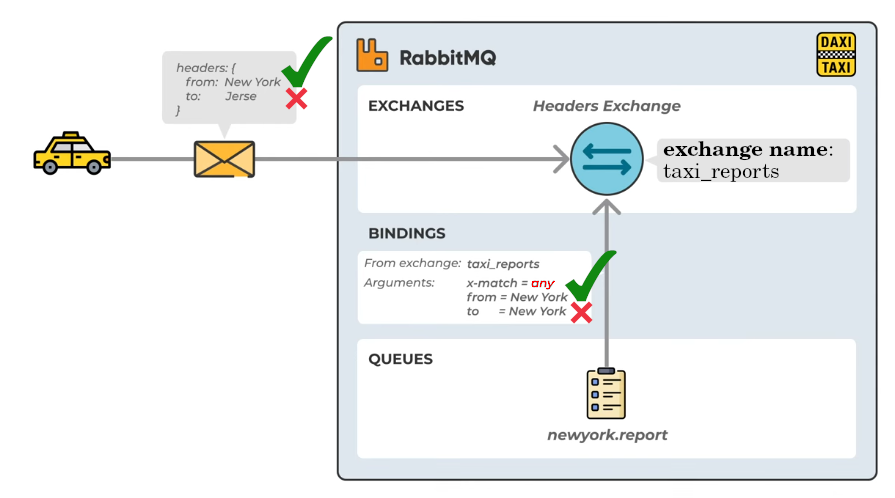 headers: {
from: New York
to: Jerse
}
RabbitMQ
DAXI
TAXI
EXCHANGES
Headers Exchange
exchange name:
taxi_reports
BINDINGS
From exchange: taxi_reports
Arguments: x-match = any
from = New York
to = New York
QUEUES
newyork.report